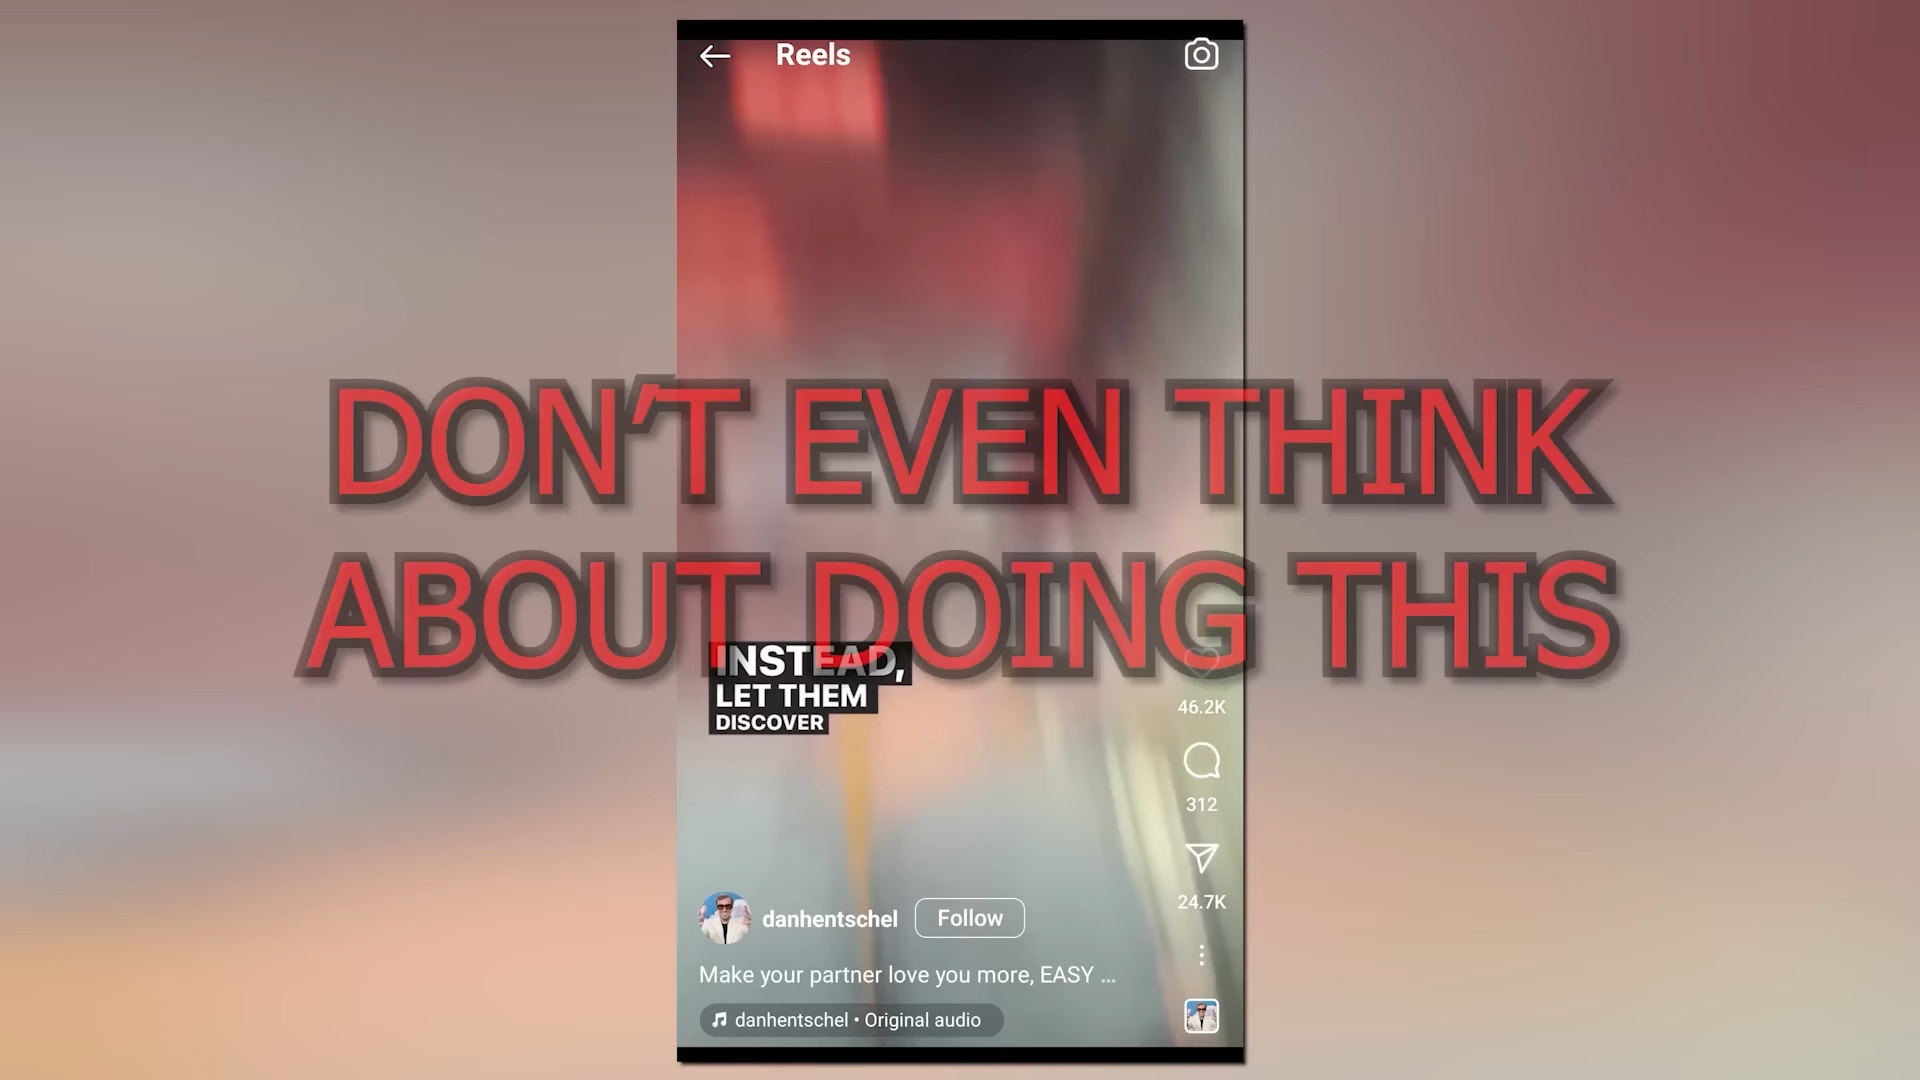 Reels
DON'T EVEN THINK
ABOUT DOING THIS
INSTEAD,
LET THEM
DISCOVER
46.2K
312
24.7K
danhentschel
Follow
Make your partner love you more, EASY ...
danhentschel • Original audio